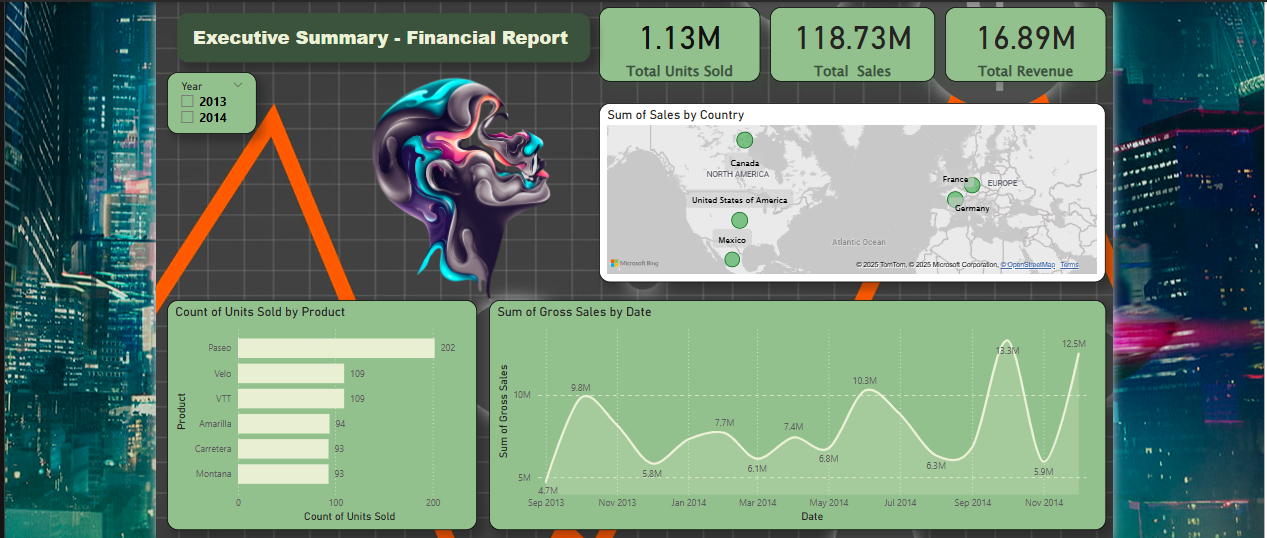 Executive Summary - Financial Report
1.13M
Total Units Sold
118.73M
Total Sales
16.89M
Total Revenue
Year
2013
2014
Sum of Sales by Country
Canada
NORTH AMERICA
United States of America
Mexico
France
EUROPE
Germany
Atlantic Ocean
Microsoft Bing
© 2025 TomTom, © 2025 Microsoft Corporation, © OpenStreetMap Terms
Count of Units Sold by Product
Product
Paseo 202
Velo 109
VTT 109
Amarilla 94
Carretera 93
Montana 93
0 100 200
Count of Units Sold
Sum of Gross Sales by Date
Sum of Gross Sales
10M
5M
4.7M
9.8M
5.8M
7.7M
6.1M
7.4M
6.8M
10.3M
6.3M
13.3M
5.9M
12.5M
Sep 2013 Nov 2013 Jan 2014 Mar 2014 May 2014 Jul 2014 Sep 2014 Nov 2014
Date